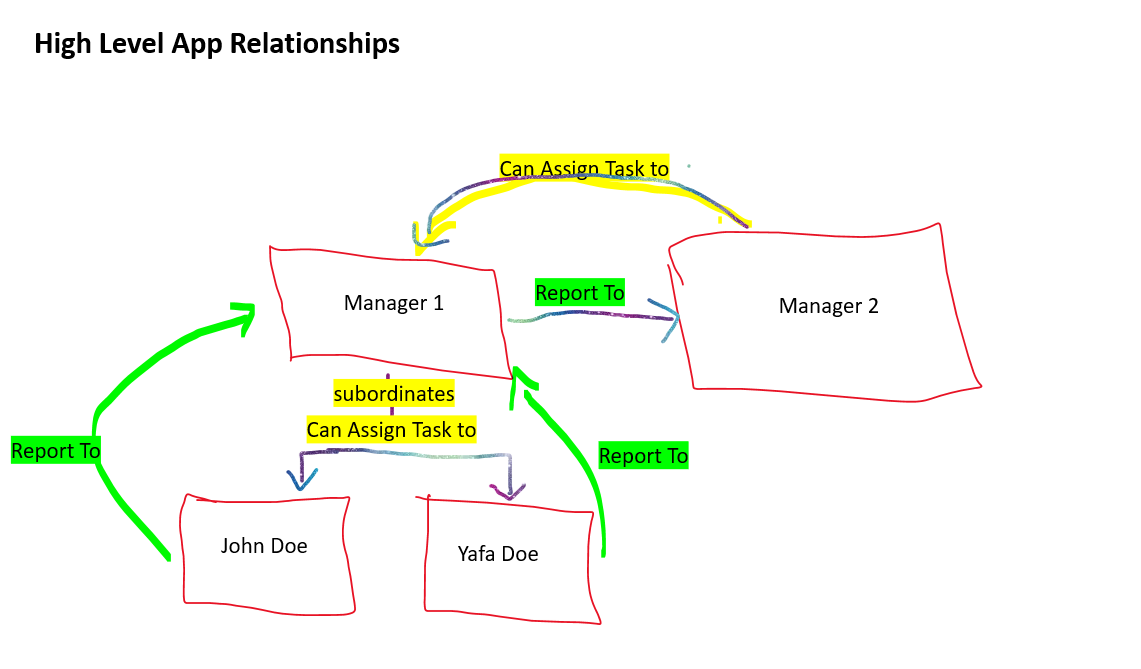 High Level App Relationships
Can Assign Task to
Manager 1
Report To
Manager 2
subordinates
Can Assign Task to
Report To
Report To
John Doe
Yafa Doe